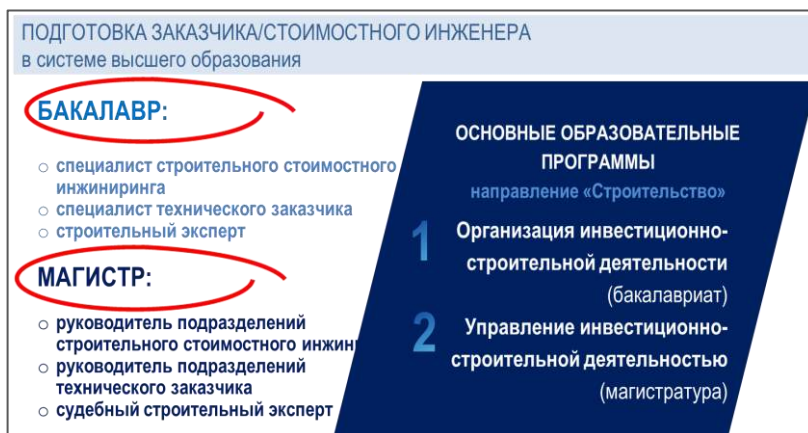 ПОДГОТОВКА ЗАКАЗЧИКА/СТОИМОСТНОГО ИНЖЕНЕРА
в системе высшего образования
БАКАЛАВР:
○ специалист строительного стоимостного
инжиниринга
○ специалист технического заказчика
○ строительный эксперт
МАГИСТР:
○ руководитель подразделений
строительного стоимостного
○ руководитель подразделений
технического заказчика
○ судебный строительный эксперт
ОСНОВНЫЕ ОБРАЗОВАТЕЛЬНЫЕ
ПРОГРАММЫ
направление «Строительство»
1 Организация инвестиционно-
строительной деятельности
(бакалавриат)
2 Управление инвестиционно-
строительной деятельностью
(магистратура)